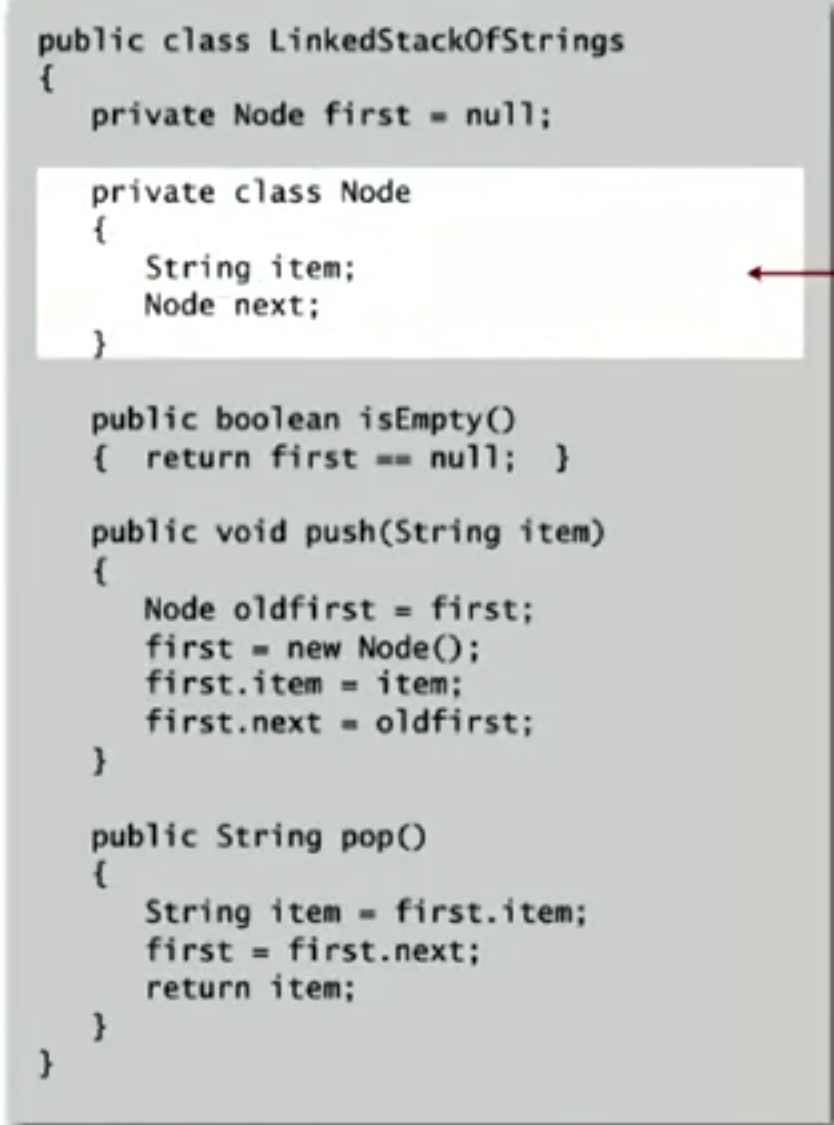 public class LinkedStackOfStrings
{
private Node first = null;
private class Node
{
String item;
Node next;
}
public boolean isEmpty()
{ return first == null; }
public void push(String item)
{
Node oldfirst = first;
first = new Node();
first.item = item;
first.next = oldfirst;
}
public String pop()
{
String item = first.item;
first = first.next;
return item;
}
}